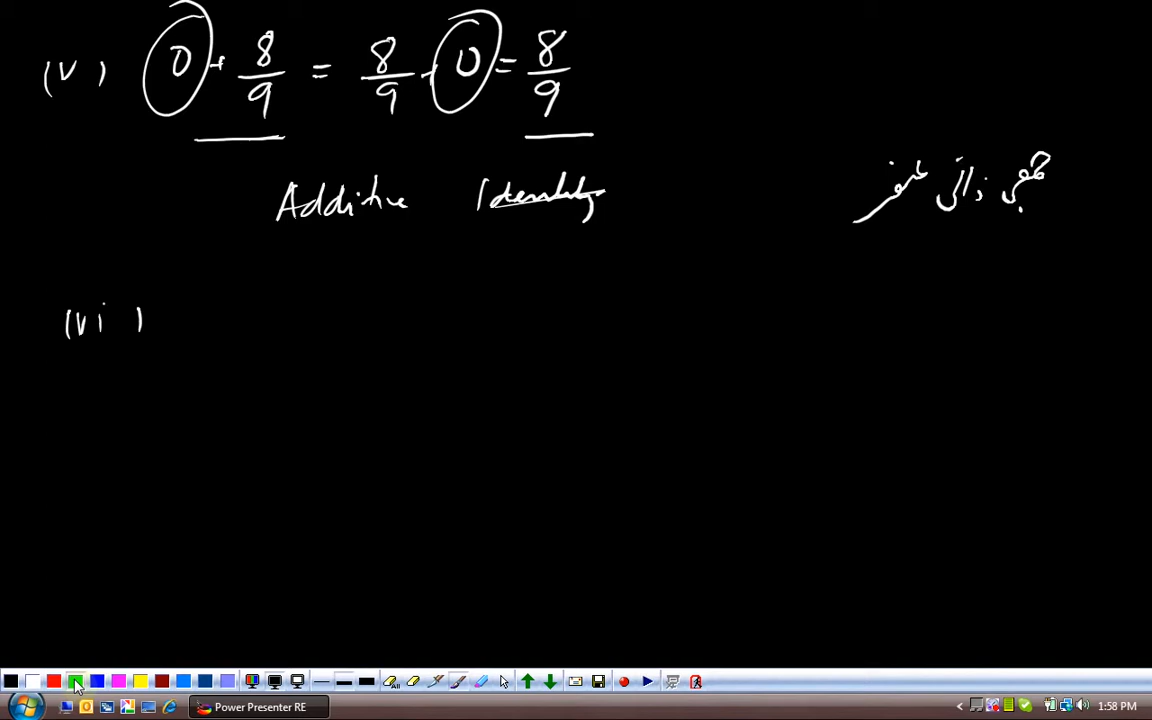 (v) 0 + 8/9 = 8/9 + 0 = 8/9
Additive Identity
جمعی ذاتی عنصر
(vi )
Power Presenter RE
1:58 PM